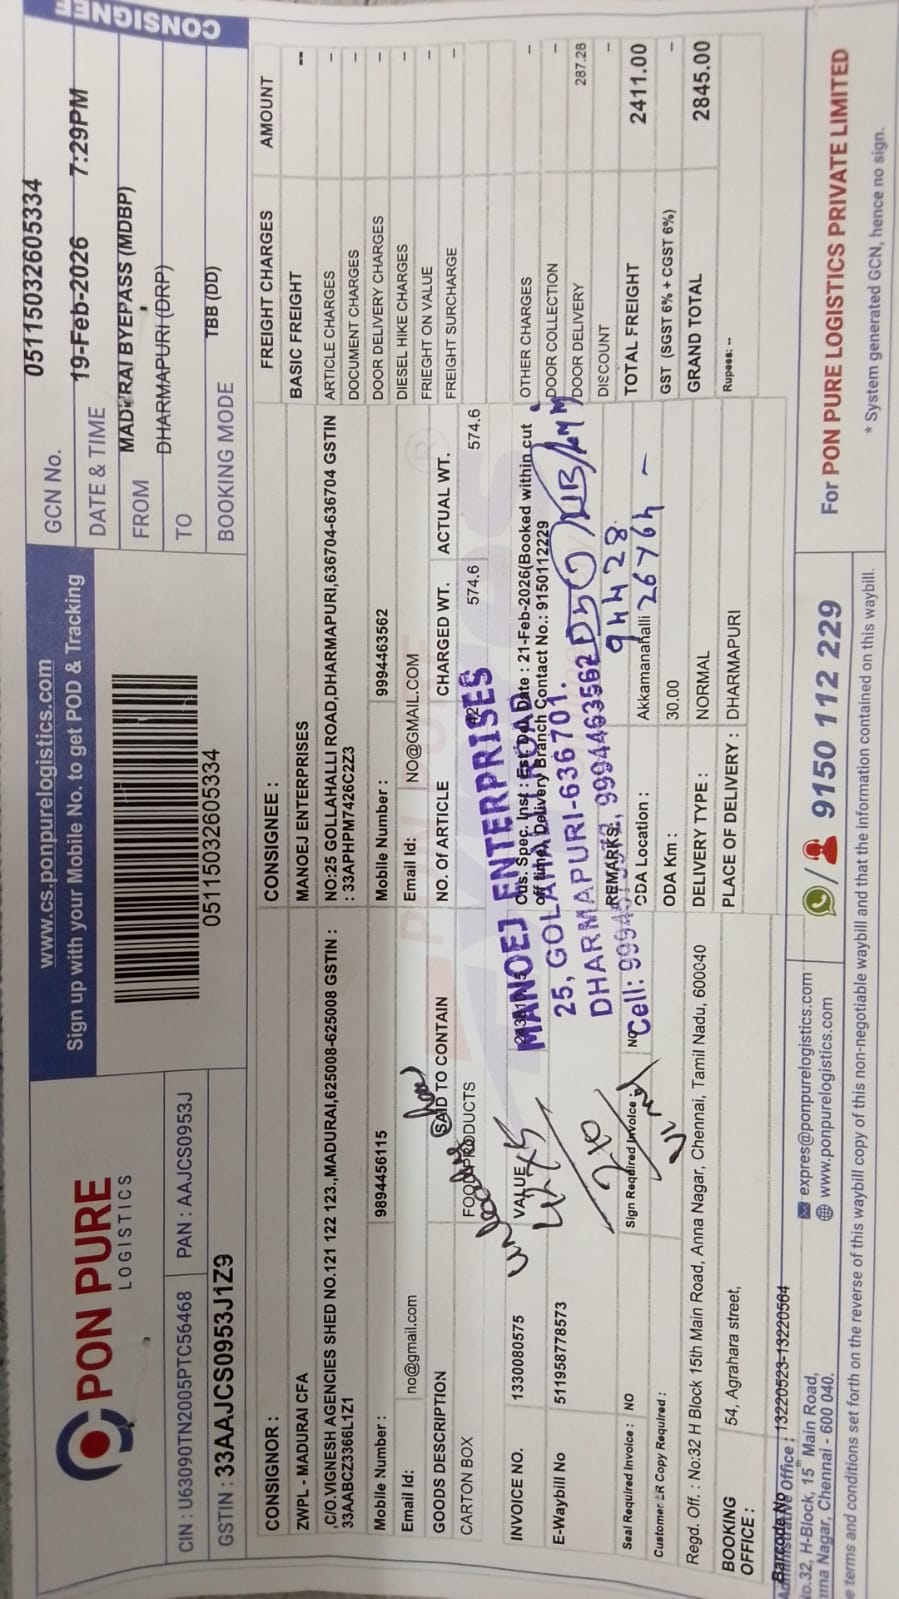 CONSIGNEE
PON PURE
LOGISTICS
CIN : U63090TN2005PTC56468
PAN : AAJCS0953J
GSTIN : 33AAJCS0953J1Z9
www.cs.ponpurelogistics.com
Sign up with your Mobile No. to get POD & Tracking
05115032605334
GCN No. 05115032605334
DATE & TIME 19-Feb-2026 7:29PM
FROM MADURAI BYEPASS (MDBP)
TO DHARMAPURI (DRP)
BOOKING MODE TBB (DD)
CONSIGNOR :
ZWPL - MADURAI CFA
,C/O.VIGNESH AGENCIES SHED NO.121 122 123.,MADURAI,625008-625008 GSTIN :
33AABCZ3366L1Z1
Mobile Number : 9894456115
Email Id: no@gmail.com
CONSIGNEE :
MANOEJ ENTERPRISES
NO:25 GOLLAHALLI ROAD,DHARMAPURI,636704-636704 GSTIN
: 33APHPM7426C2Z3
Mobile Number : 9994463562
Email Id: NO@GMAIL.COM
GOODS DESCRIPTION SAID TO CONTAIN NO. Of ARTICLE CHARGED WT. ACTUAL WT.
CARTON BOX FOOD PRODUCTS 42 574.6 574.6
INVOICE NO. 1330080575 VALUE
E-Waybill No 511958778573
Cus. Spec. Inst : Est. Del. Date : 21-Feb-2026(Booked within cut
off time), Delivery Branch Contact No.: 9150112229
MANOEJ ENTERPRISES
25, GOLAHALLI ROAD
DHARMAPURI-636701.
Cell: 9994463562
94428
26764
REMARKS:
Seal Required Invoice : NO
Sign Required Invoice : NO
ODA Location : Akkamanahalli
Customer LR Copy Required :
ODA Km : 30.00
Regd. Off. : No:32 H Block 15th Main Road, Anna Nagar, Chennai, Tamil Nadu, 600040
DELIVERY TYPE : NORMAL
BOOKING OFFICE : 54, Agrahara street,
PLACE OF DELIVERY : DHARMAPURI
FREIGHT CHARGES AMOUNT
BASIC FREIGHT --
ARTICLE CHARGES –
DOCUMENT CHARGES –
DOOR DELIVERY CHARGES –
DIESEL HIKE CHARGES –
FRIEGHT ON VALUE –
FREIGHT SURCHARGE –
OTHER CHARGES –
DOOR COLLECTION –
DOOR DELIVERY 287.28
DISCOUNT –
TOTAL FREIGHT 2411.00
GST (SGST 6% + CGST 6%) –
GRAND TOTAL 2845.00
Rupees: --
Barcode No : 13220523-13220564
Administrative Office :
No.32, H-Block, 15th Main Road,
Anna Nagar, Chennai - 600 040.
expres@ponpurelogistics.com
www.ponpurelogistics.com
9150 112 229
For PON PURE LOGISTICS PRIVATE LIMITED
* System generated GCN, hence no sign.
e terms and conditions set forth on the reverse of this waybill copy of this non-negotiable waybill and that the information contained on this waybill.